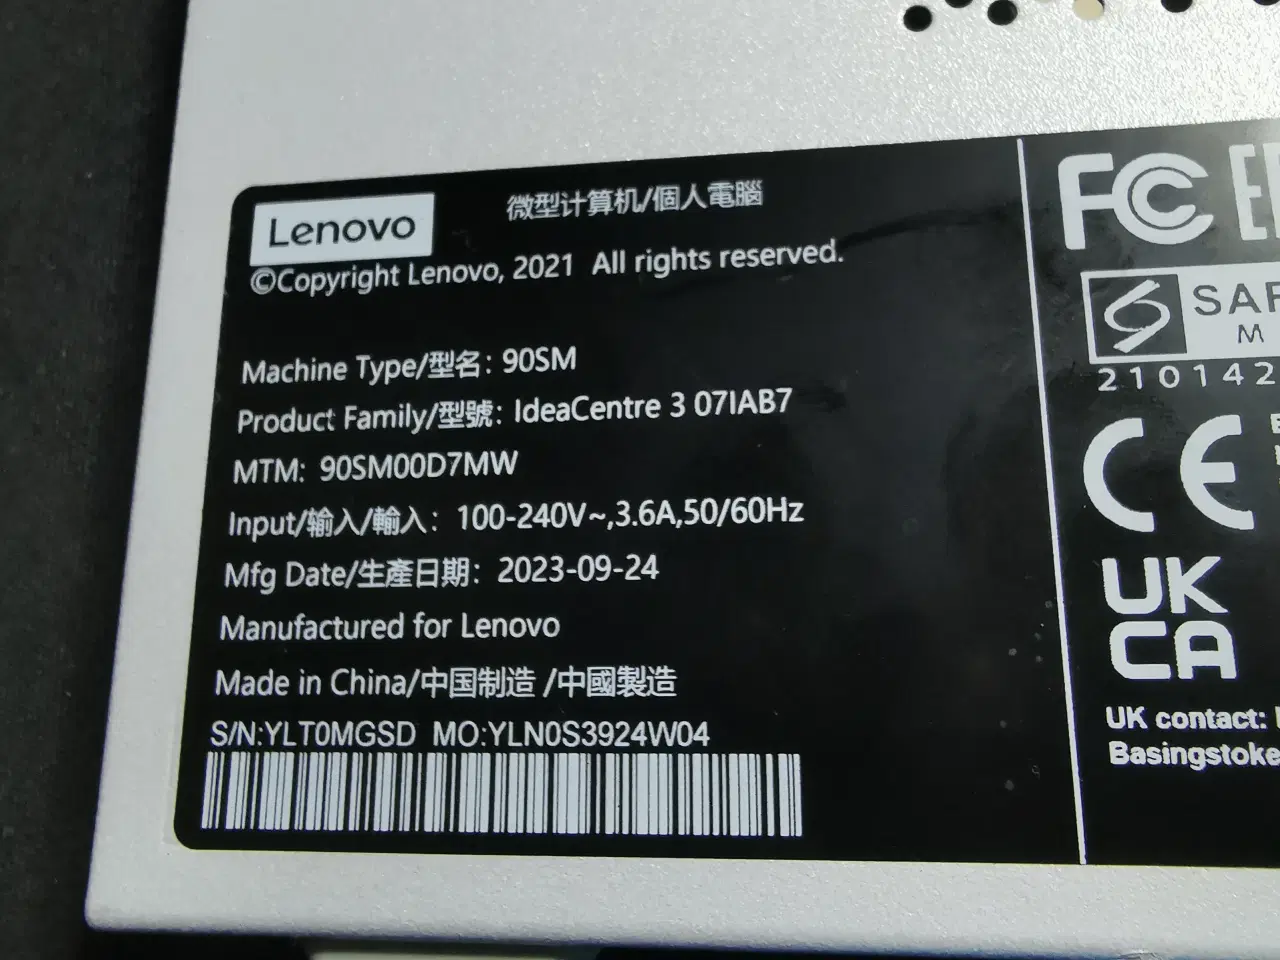 Lenovo
微型计算机/個人電腦
©Copyright Lenovo, 2021 All rights reserved.
Machine Type/型名: 90SM
Product Family/型號: IdeaCentre 3 07IAB7
MTM: 90SM00D7MW
Input/输入/輸入: 100-240V~,3.6A,50/60Hz
Mfg Date/生產日期: 2023-09-24
Manufactured for Lenovo
Made in China/中国制造 /中國製造
S/N:YLT0MGSD MO:YLN0S3924W04
FC
SAF
M
210142
CE
UK
CA
UK contact:
Basingstoke